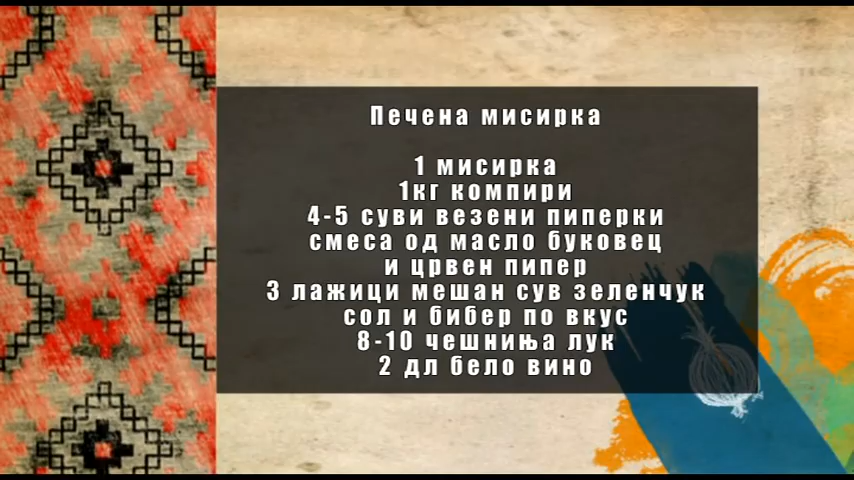 Печена мисирка
1 мисирка
1кг компири
4-5 суви везени пиперки
смеса од масло буковец
и црвен пипер
3 лажици мешан сув зеленчук
сол и бибер по вкус
8-10 чешниња лук
2 дл бело вино